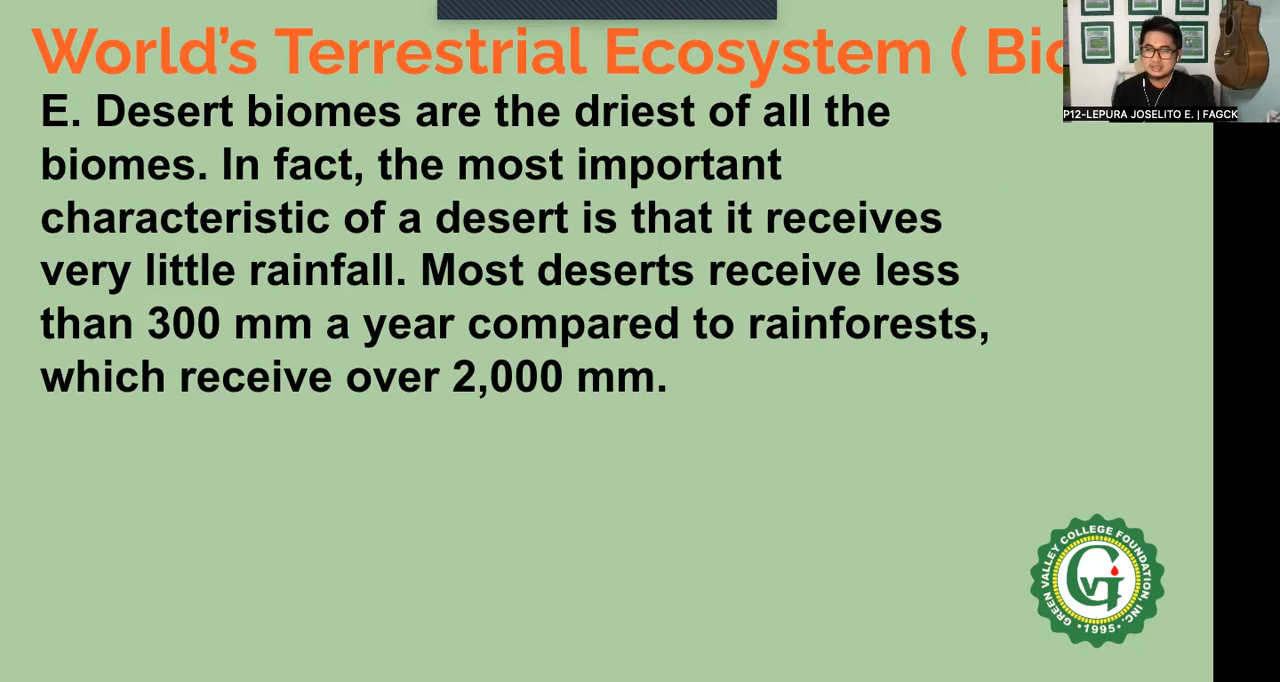 World's Terrestrial Ecosystem ( Bio
E. Desert biomes are the driest of all the
biomes. In fact, the most important
characteristic of a desert is that it receives
very little rainfall. Most deserts receive less
than 300 mm a year compared to rainforests,
which receive over 2,000 mm.
P12-LEPURA JOSELITO E. | FAGCK
GREEN VALLEY COLLEGE FOUNDATION, INC.
GVf
• 1995 •